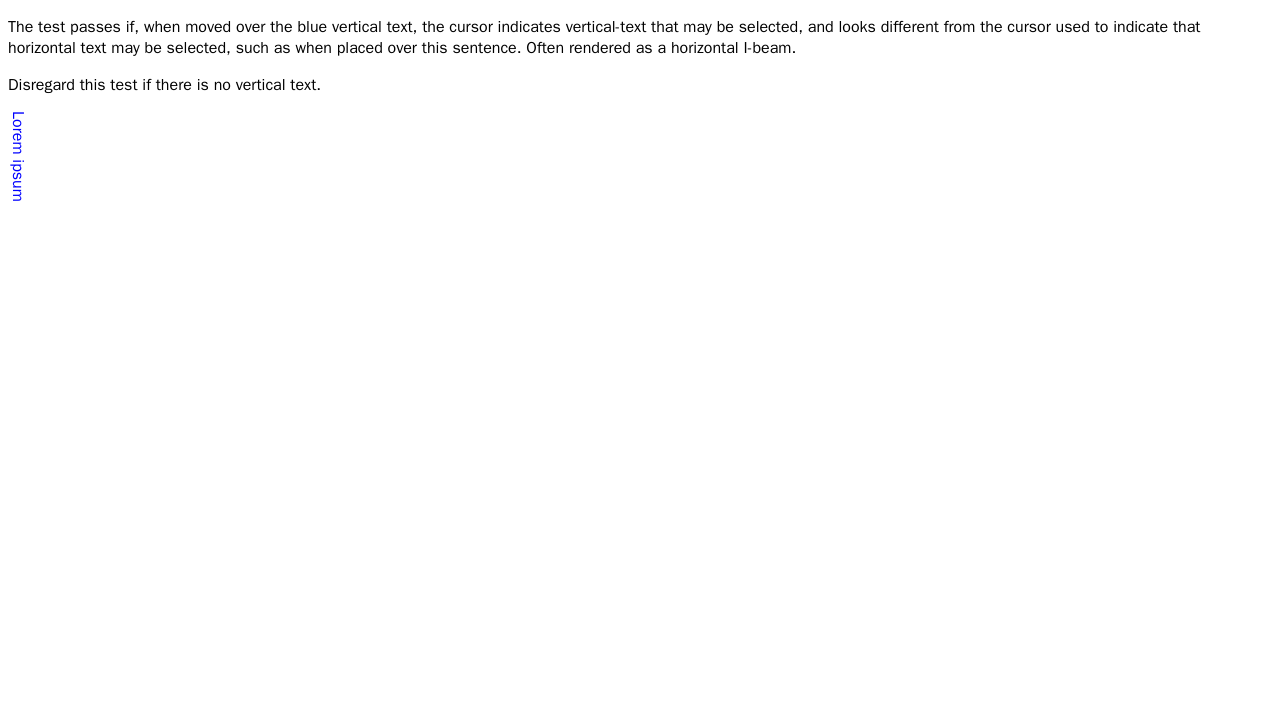 The test passes if, when moved over the blue vertical text, the cursor indicates vertical-text that may be selected, and looks different from the cursor used to indicate that
horizontal text may be selected, such as when placed over this sentence. Often rendered as a horizontal I-beam.
Disregard this test if there is no vertical text.
Lorem ipsum